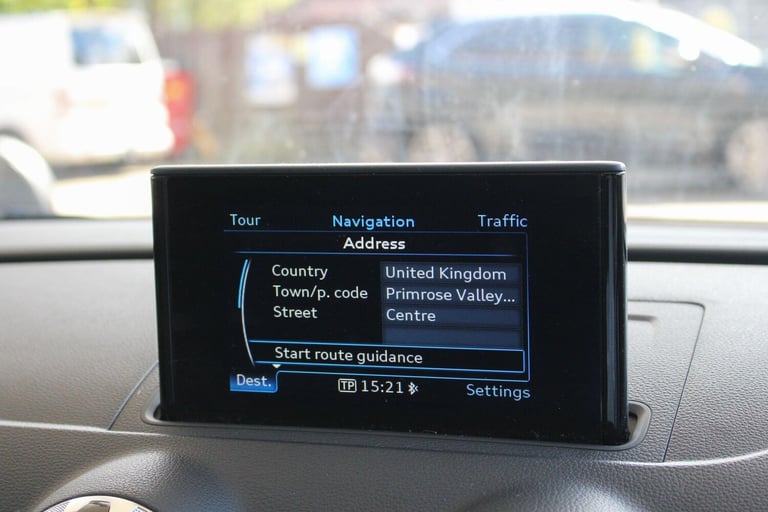 Tour Navigation Traffic
Address
Country United Kingdom
Town/p. code Primrose Valley...
Street Centre
Start route guidance
Dest. TP 15:21 Settings